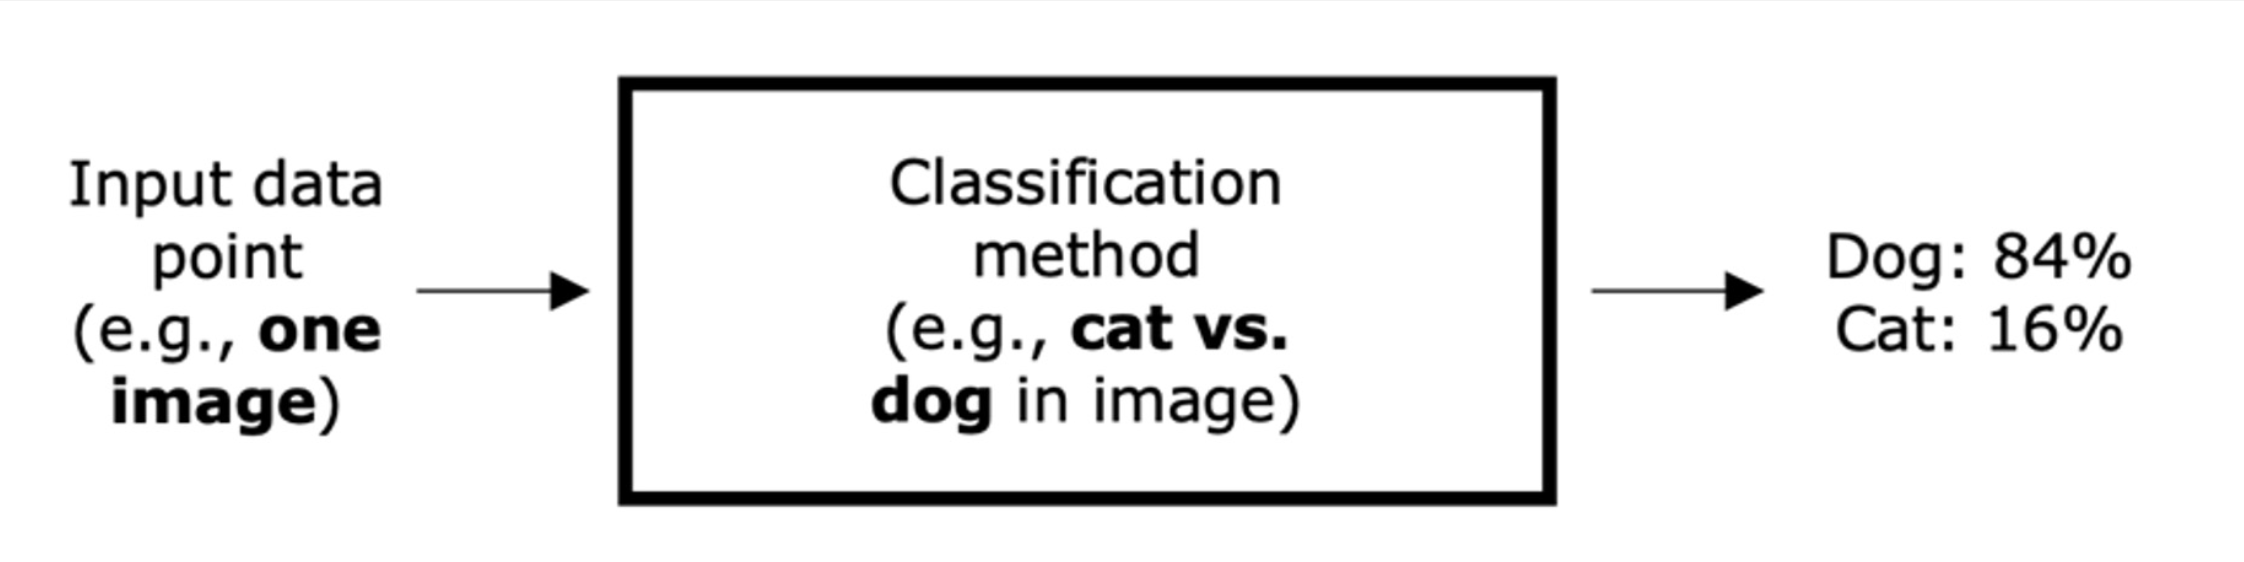 Input data
point
(e.g., one
image)
Classification
method
(e.g., cat vs.
dog in image)
Dog: 84%
Cat: 16%